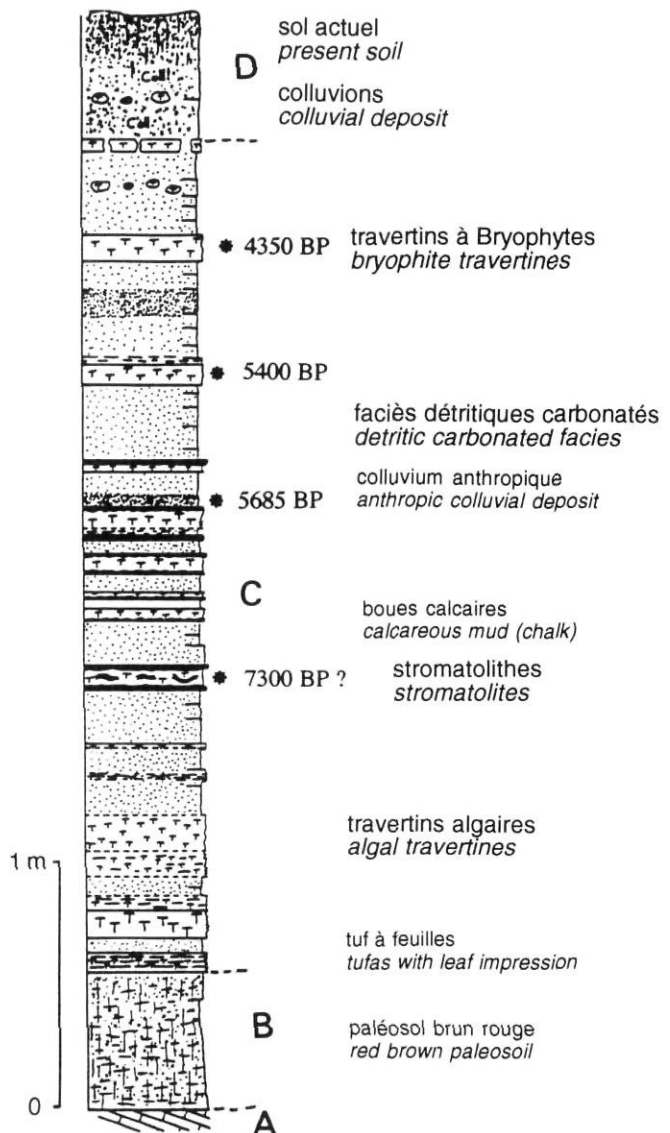 sol actuel
present soil
D
Coll
colluvions
colluvial deposit
Coll
4350 BP
travertins à Bryophytes
bryophite travertines
5400 BP
faciès détritiques carbonatés
detritic carbonated facies
colluvium anthropique
5685 BP
anthropic colluvial deposit
C
boues calcaires
calcareous mud (chalk)
7300 BP ?
stromatolithes
stromatolites
travertins algaires
algal travertines
1 m
tuf à feuilles
tufas with leaf impression
B
paléosol brun rouge
red brown paleosoil
0
A